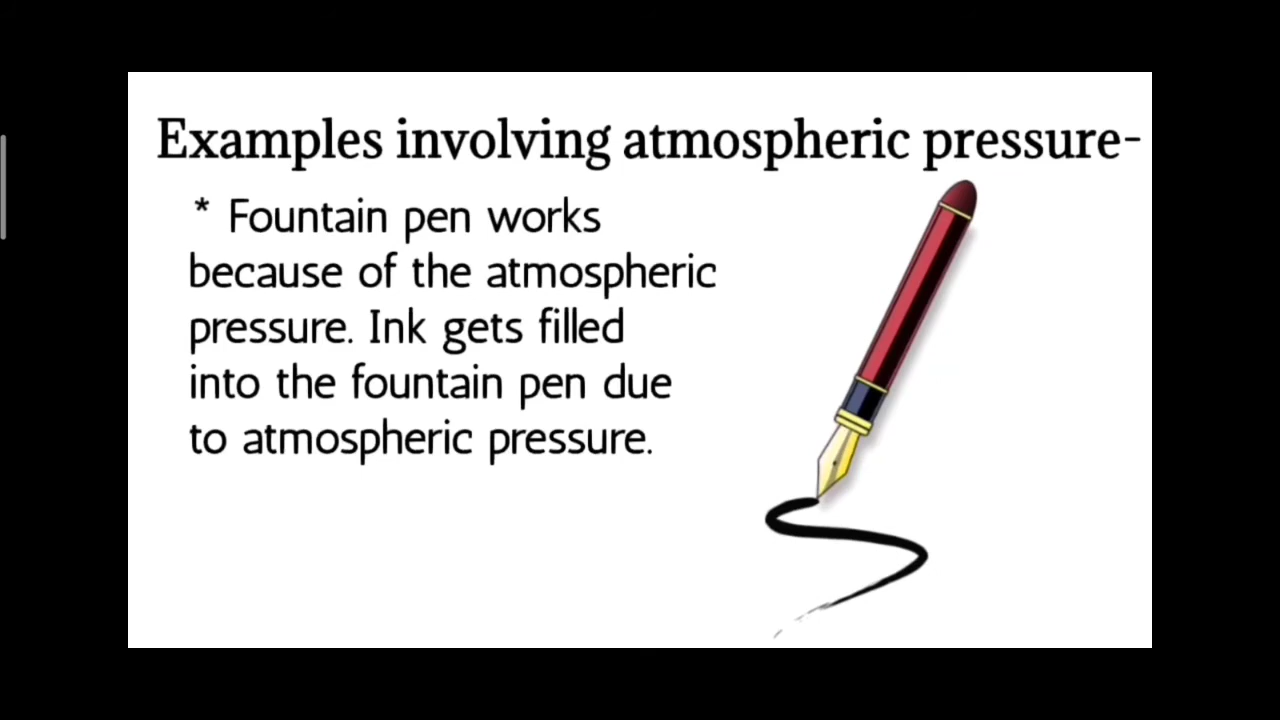 Examples involving atmospheric pressure-
* Fountain pen works
because of the atmospheric
pressure. Ink gets filled
into the fountain pen due
to atmospheric pressure.